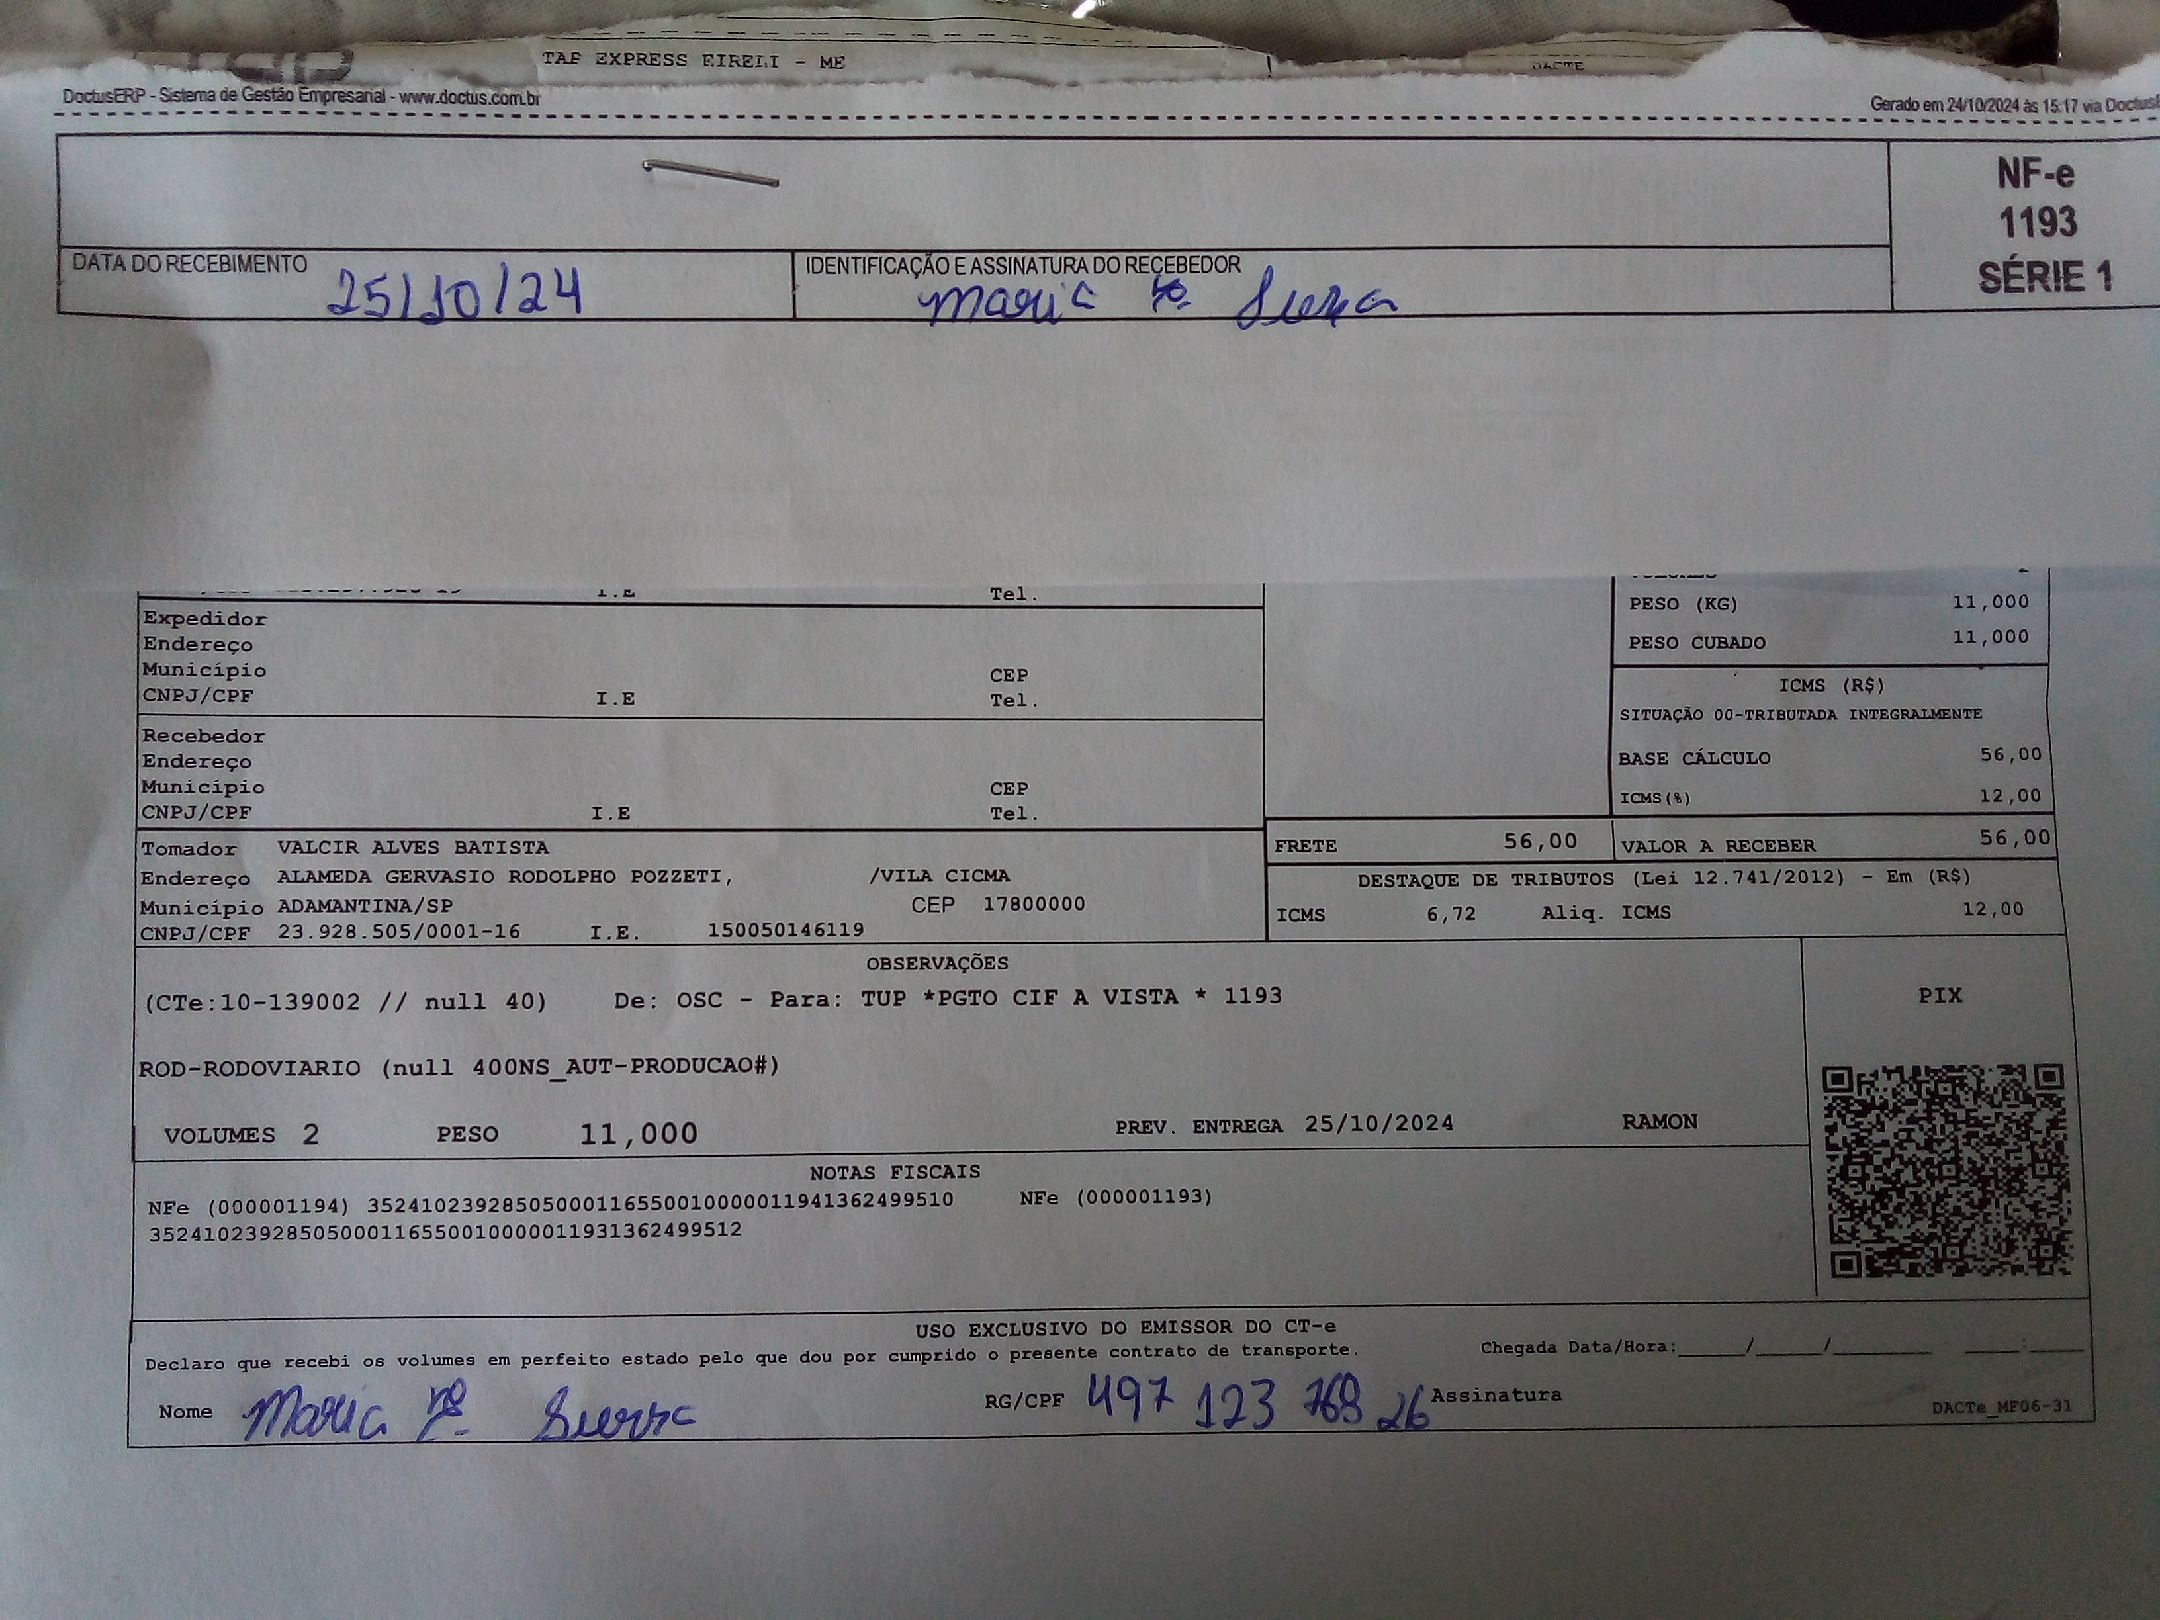 TAP EXPRESS EIRELI - ME
DACTE
DoctusERP - Sistema de Gestão Empresarial - www.doctus.com.br
Gerado em 24/10/2024 às 15:17 via Doctus
NF-e
1193
SÉRIE 1
DATA DO RECEBIMENTO
25/10/24
IDENTIFICAÇÃO E ASSINATURA DO RECEBEDOR
Maria
I.E Tel.
Expedidor
Endereço
Município CEP
CNPJ/CPF I.E Tel.
Recebedor
Endereço
Município CEP
CNPJ/CPF I.E Tel.
PESO (KG) 11,000
PESO CUBADO 11,000
ICMS (R$)
SITUAÇÃO 00-TRIBUTADA INTEGRALMENTE
BASE CÁLCULO 56,00
ICMS(%) 12,00
Tomador VALCIR ALVES BATISTA
Endereço ALAMEDA GERVASIO RODOLPHO POZZETI, /VILA CICMA
Município ADAMANTINA/SP CEP 17800000
CNPJ/CPF 23.928.505/0001-16 I.E. 150050146119
FRETE 56,00 VALOR A RECEBER 56,00
DESTAQUE DE TRIBUTOS (Lei 12.741/2012) - Em (R$)
ICMS 6,72 Aliq. ICMS 12,00
OBSERVAÇÕES
(CTe:10-139002 // null 40) De: OSC - Para: TUP *PGTO CIF A VISTA * 1193
ROD-RODOVIARIO (null 400NS_AUT-PRODUCAO#)
VOLUMES 2 PESO 11,000 PREV. ENTREGA 25/10/2024 RAMON
PIX
NOTAS FISCAIS
NFe (000001194) 35241023928505000116550010000011941362499510 NFe (000001193)
35241023928505000116550010000011931362499512
USO EXCLUSIVO DO EMISSOR DO CT-e
Declaro que recebi os volumes em perfeito estado pelo que dou por cumprido o presente contrato de transporte. Chegada Data/Hora:_____/_____/_______ ____:____
Nome Maria RG/CPF 497 123 768 26 Assinatura
DACTe_MF06-31